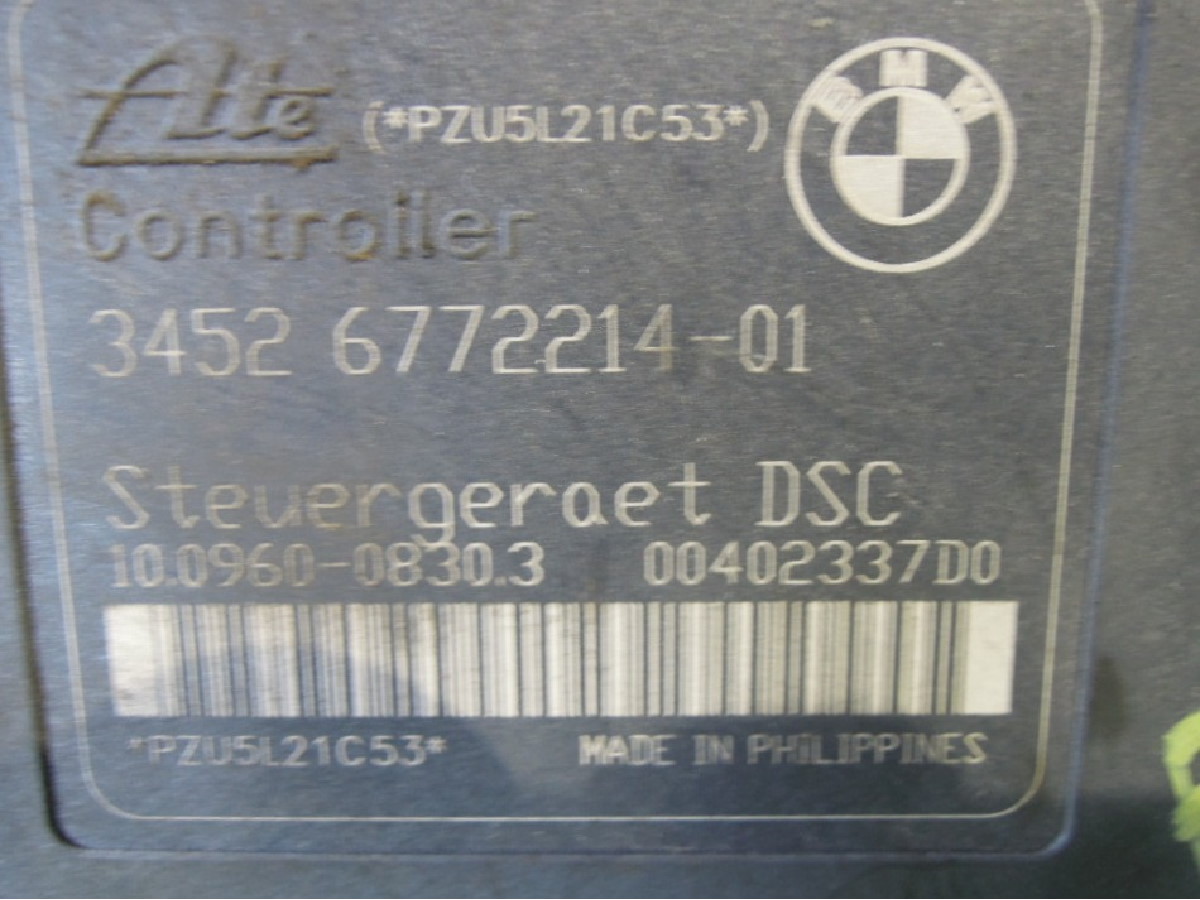 Ate (*PZU5L21C53*)
BMW
Controller
3452 6772214-01
Steuergeraet DSC
10.0960-0830.3 00402337D0
*PZU5L21C53* MADE IN PHILIPPINES